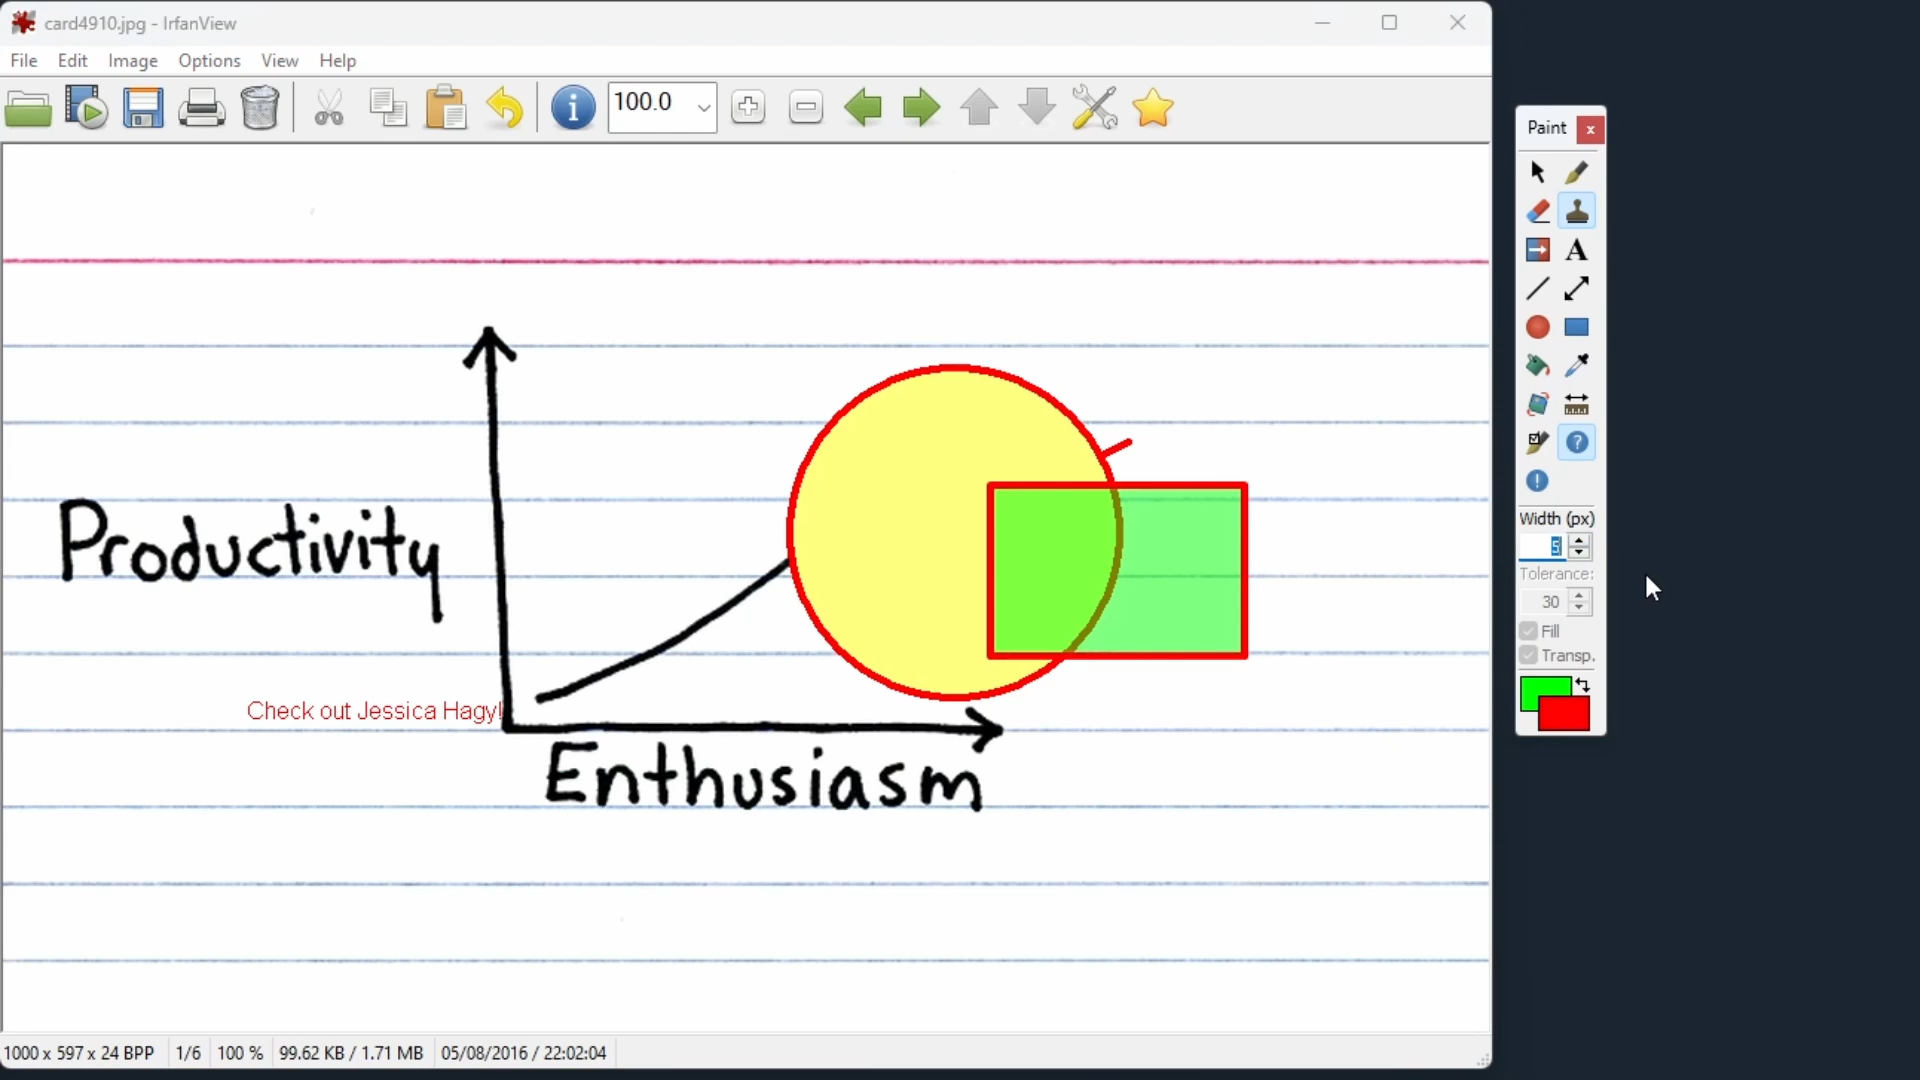 card4910.jpg - IrfanView
File Edit Image Options View Help
100.0
Paint
x
A
Width (px)
5
Tolerance:
30
Fill
Transp.
Productivity
Check out Jessica Hagy!
Enthusiasm
1000 x 597 x 24 BPP 1/6 100 % 99.62 KB / 1.71 MB 05/08/2016 / 22:02:04